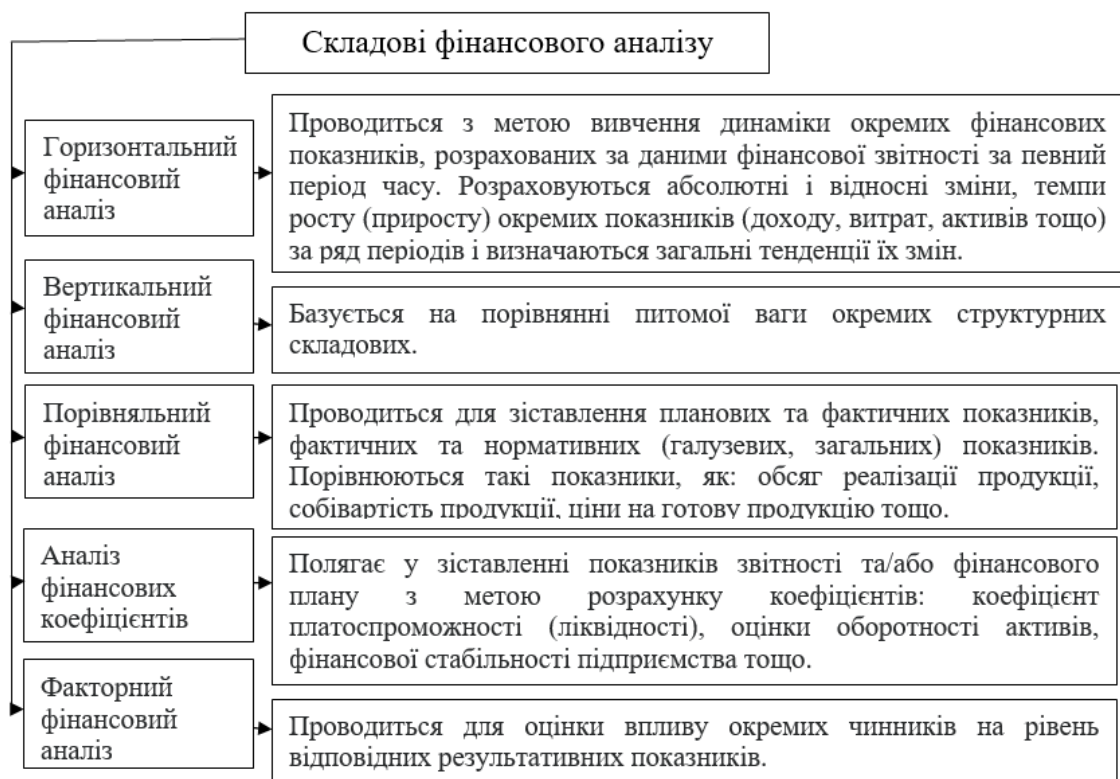 Складові фінансового аналізу
Горизонтальний
фінансовий
аналіз
Проводиться з метою вивчення динаміки окремих фінансових
показників, розрахованих за даними фінансової звітності за певний
період часу. Розраховуються абсолютні і відносні зміни, темпи
росту (приросту) окремих показників (доходу, витрат, активів тощо)
за ряд періодів і визначаються загальні тенденції їх змін.
Вертикальний
фінансовий
аналіз
Базується на порівнянні питомої ваги окремих структурних
складових.
Порівняльний
фінансовий
аналіз
Проводиться для зіставлення планових та фактичних показників,
фактичних та нормативних (галузевих, загальних) показників.
Порівнюються такі показники, як: обсяг реалізації продукції,
собівартість продукції, ціни на готову продукцію тощо.
Аналіз
фінансових
коефіцієнтів
Полягає у зіставленні показників звітності та/або фінансового
плану з метою розрахунку коефіцієнтів: коефіцієнт
платоспроможності (ліквідності), оцінки оборотності активів,
фінансової стабільності підприємства тощо.
Факторний
фінансовий
аналіз
Проводиться для оцінки впливу окремих чинників на рівень
відповідних результативних показників.